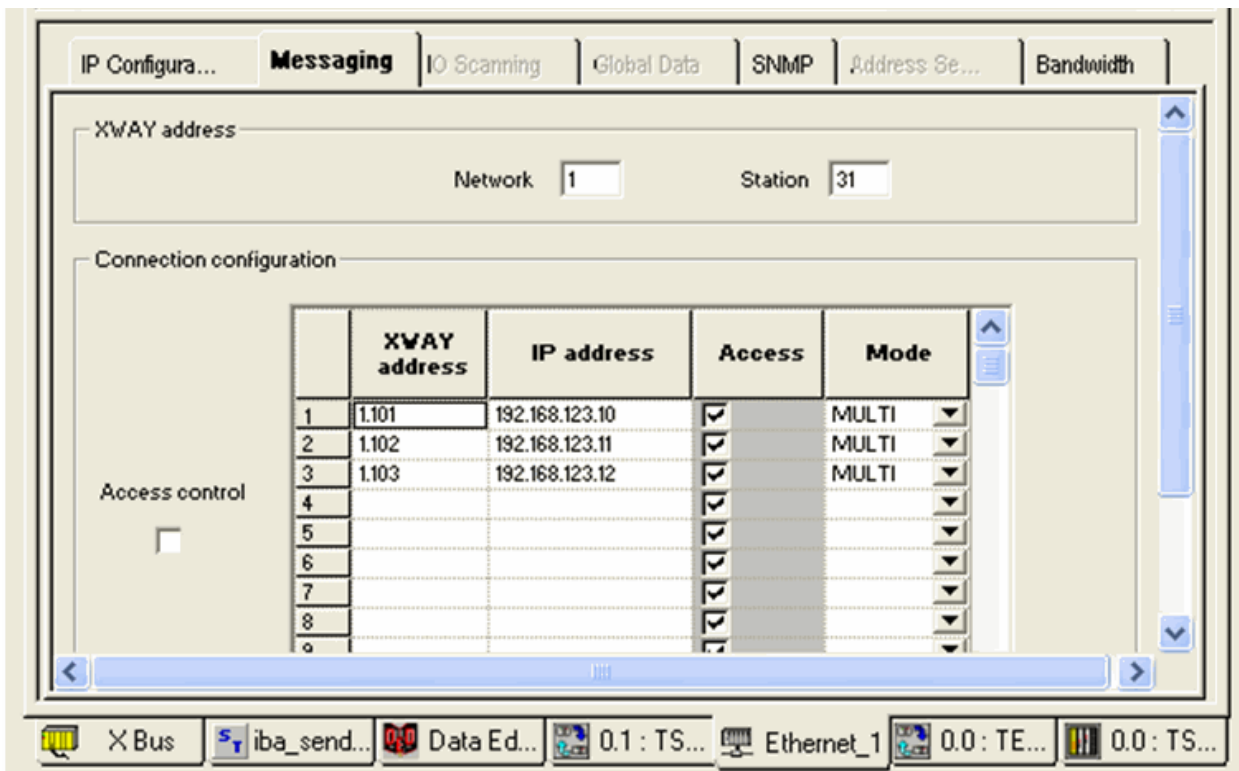 IP Configura... Messaging IO Scanning Global Data SNMP Address Se... Bandwidth
XWAY address
Network 1 Station 31
Connection configuration
XWAY address IP address Access Mode
1 1.101 192.168.123.10 MULTI
2 1.102 192.168.123.11 MULTI
3 1.103 192.168.123.12 MULTI
Access control
4
5
6
7
8
9
X Bus iba_send... Data Ed... 0.1 : TS... Ethernet_1 0.0 : TE... 0.0 : TS...